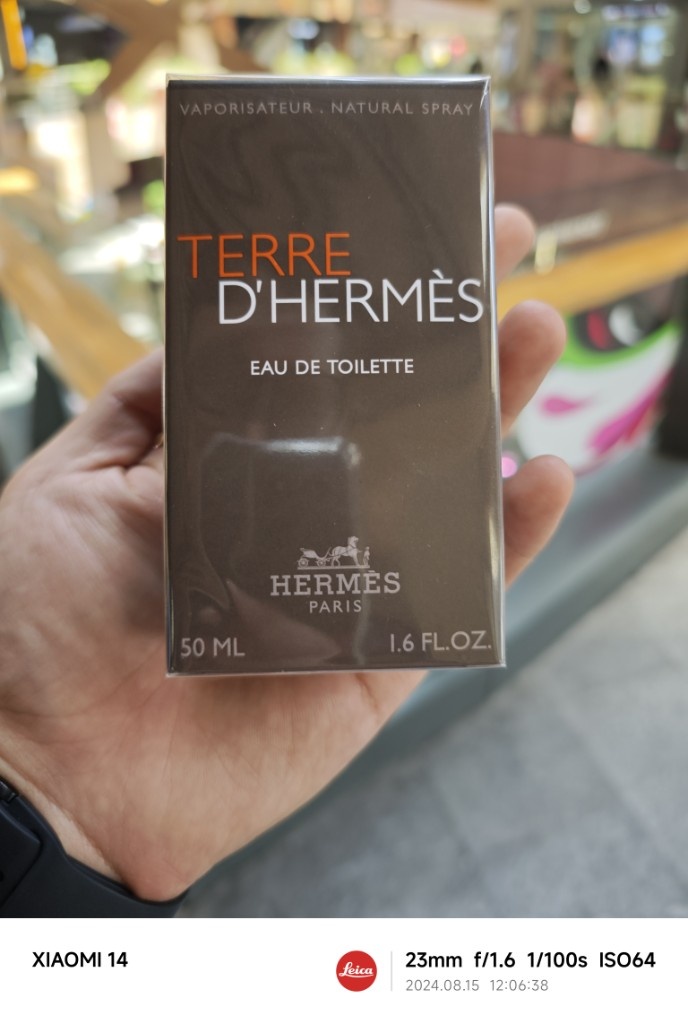 VAPORISATEUR . NATURAL SPRAY
TERRE
D'HERMÈS
EAU DE TOILETTE
HERMÈS
PARIS
50 ML 1.6 FL.OZ.
XIAOMI 14
Leica
23mm f/1.6 1/100s ISO64
2024.08.15 12:06:38